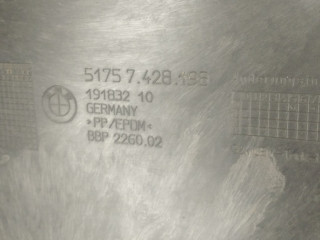 5175 7.428.
191832 10
GERMANY
*PP/EPDM*
BBP 2260.02